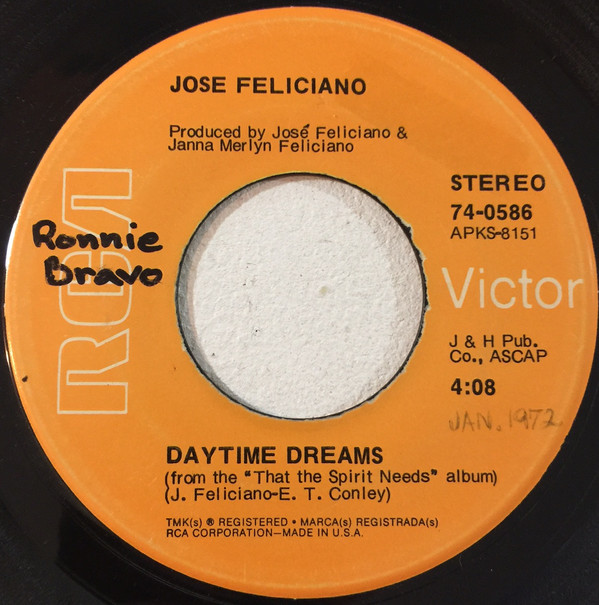 JOSE FELICIANO
Produced by José Feliciano &
Janna Merlyn Feliciano
STEREO
74-0586
APKS-8151
RCA
Ronnie
Bravo
Victor
J & H Pub.
Co., ASCAP
4:08
JAN. 1972
DAYTIME DREAMS
(from the "That the Spirit Needs" album)
(J. Feliciano-E. T. Conley)
TMK(s) ® REGISTERED • MARCA(s) REGISTRADA(s)
RCA CORPORATION—MADE IN U.S.A.